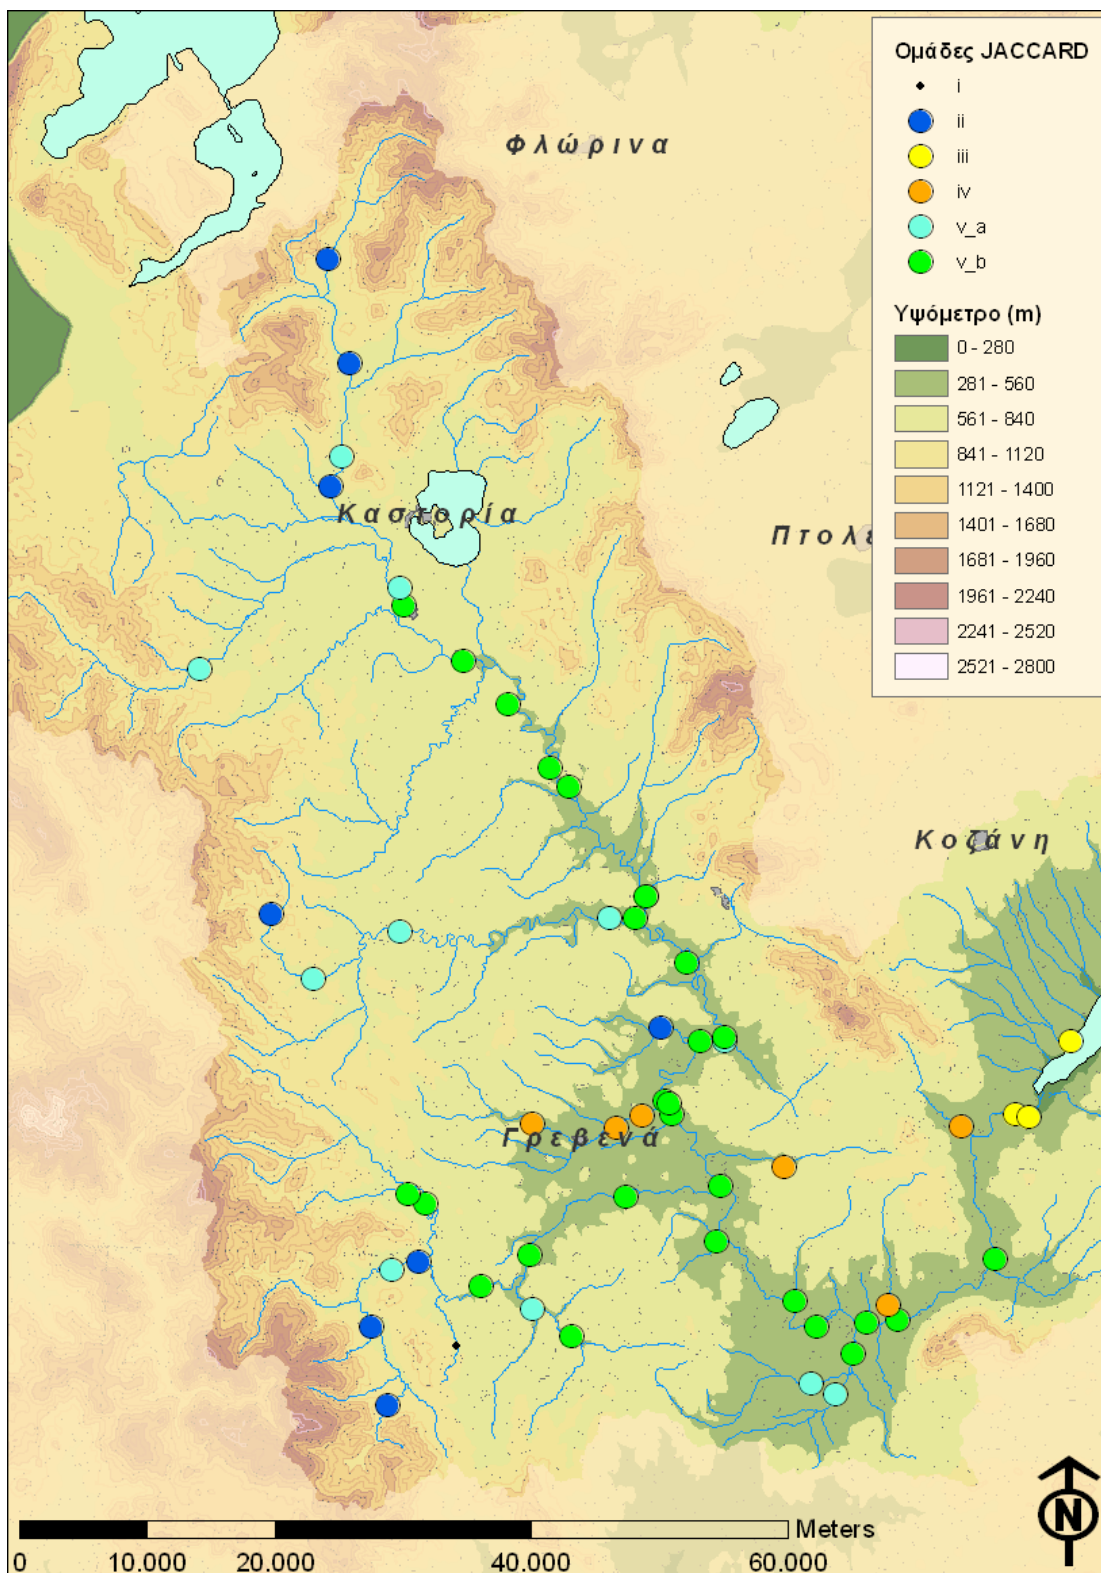 Ομάδες JACCARD
i
ii
iii
iv
v_a
v_b
Υψόμετρο (m)
0 - 280
281 - 560
561 - 840
841 - 1120
1121 - 1400
1401 - 1680
1681 - 1960
1961 - 2240
2241 - 2520
2521 - 2800
Φλώρινα
Καστορία
Πτολε
Κοζάνη
Γρεβενά
N
Meters
0 10.000 20.000 40.000 60.000